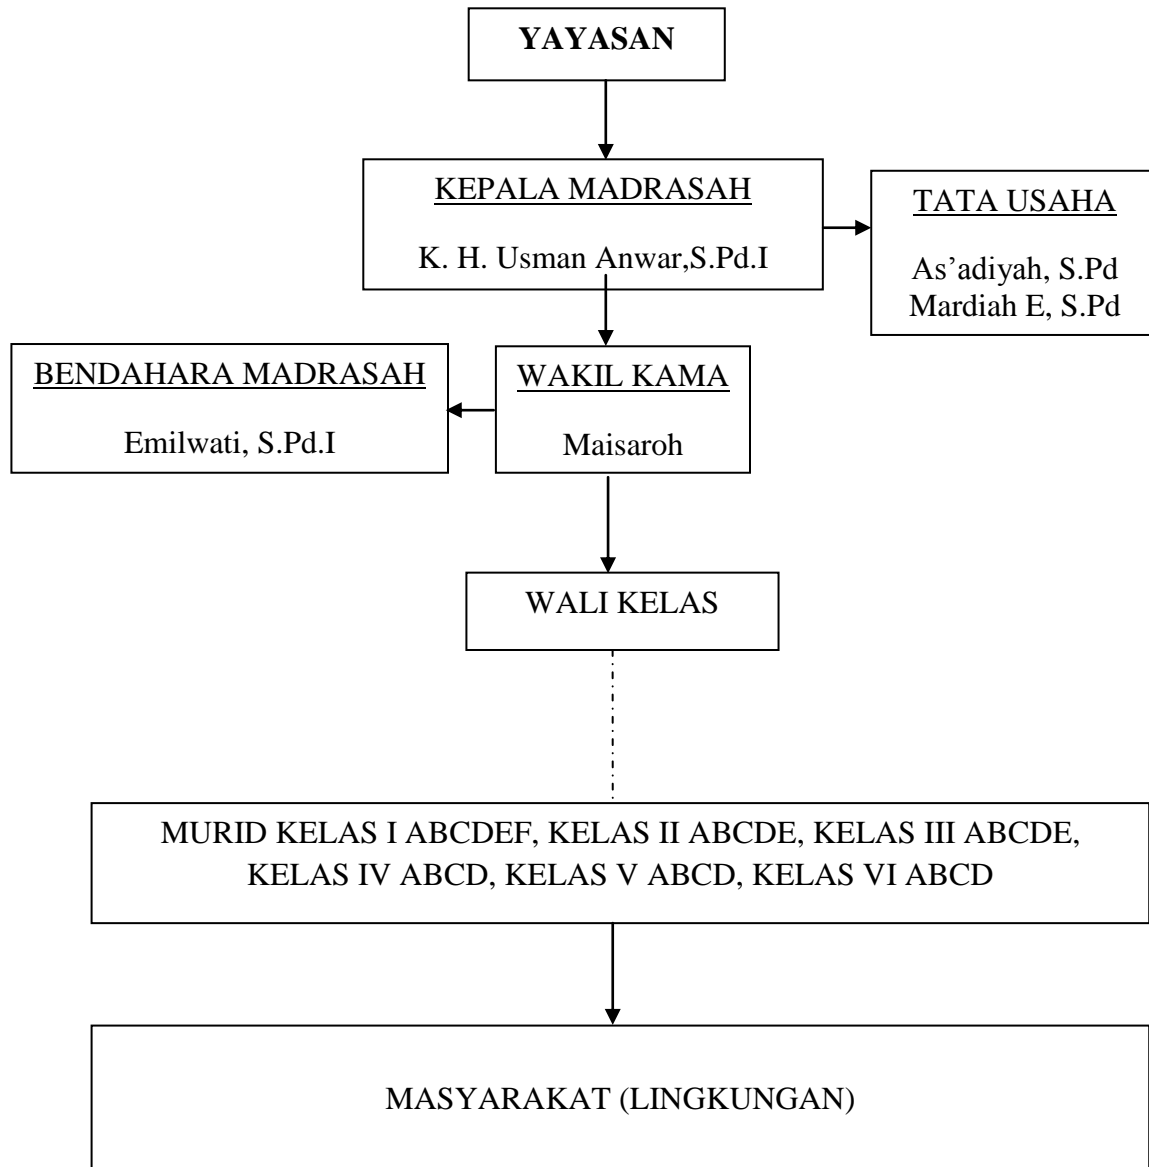 YAYASAN
KEPALA MADRASAH
K. H. Usman Anwar,S.Pd.I
TATA USAHA
As’adiyah, S.Pd
Mardiah E, S.Pd
BENDAHARA MADRASAH
Emilwati, S.Pd.I
WAKIL KAMA
Maisaroh
WALI KELAS
MURID KELAS I ABCDEF, KELAS II ABCDE, KELAS III ABCDE,
KELAS IV ABCD, KELAS V ABCD, KELAS VI ABCD
MASYARAKAT (LINGKUNGAN)